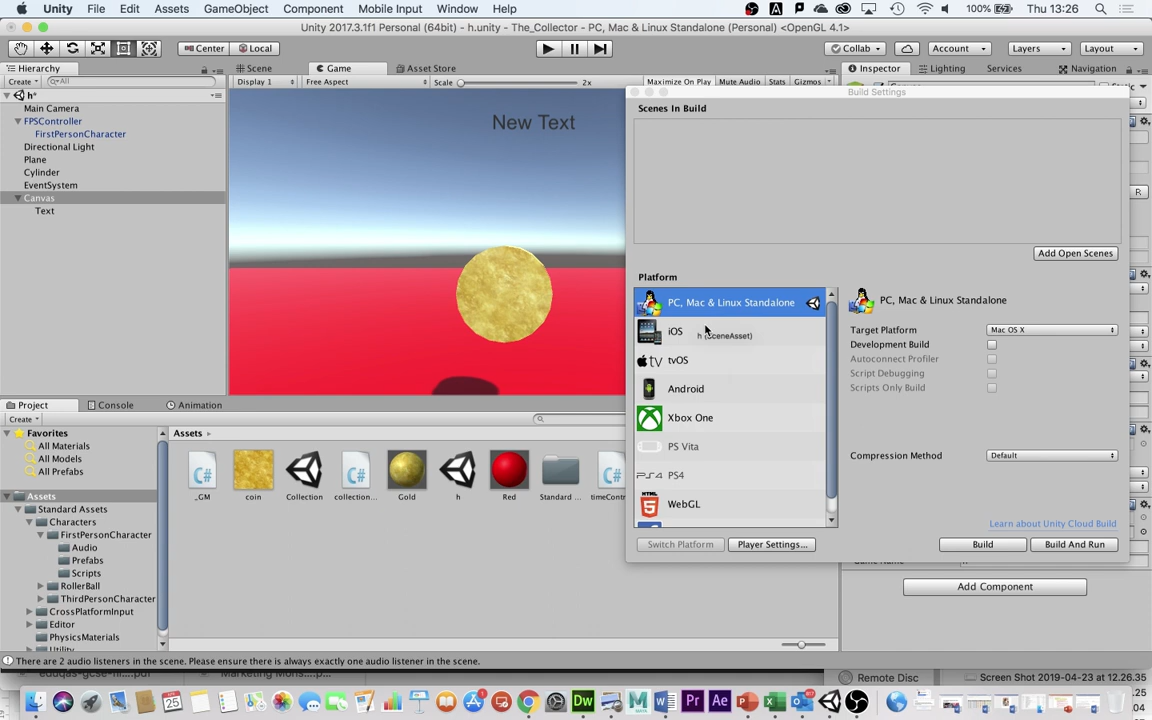 Unity File Edit Assets GameObject Component Mobile Input Window Help 100% Thu 13:26
Unity 2017.3.1f1 Personal (64bit) - h.unity - The_Collector - PC, Mac & Linux Standalone (Personal) <OpenGL 4.1>
Center Local Collab Account Layers Layout
Hierarchy Scene Game Asset Store Inspector Lighting Services Navigation
Create All Display 1 Free Aspect Scale 2x Maximize On Play Mute Audio Stats Gizmos
h*
Main Camera
FPSController
FirstPersonCharacter
Directional Light
Plane
Cylinder
EventSystem
Canvas
Text
New Text
Build Settings
Scenes In Build
Add Open Scenes
Platform
PC, Mac & Linux Standalone
iOS
h (SceneAsset)
tvOS
Android
Xbox One
PS Vita
PS4
WebGL
PC, Mac & Linux Standalone
Target Platform Mac OS X
Development Build
Autoconnect Profiler
Script Debugging
Scripts Only Build
Compression Method Default
Learn about Unity Cloud Build
Switch Platform Player Settings... Build Build And Run
R
Add Component
Project Console Animation
Create
Favorites
All Materials
All Models
All Prefabs
Assets
Standard Assets
Characters
FirstPersonCharacter
Audio
Prefabs
Scripts
RollerBall
ThirdPersonCharacter
CrossPlatformInput
Editor
PhysicsMaterials
Utility
Assets
C# C# C#
_GM coin Collection collection... Gold h Red Standard ... timeContr
There are 2 audio listeners in the scene. Please ensure there is always exactly one audio listener in the scene.
Remote Disc Screen Shot 2019-04-23 at 12.26.35
25 Dw Pr Ae